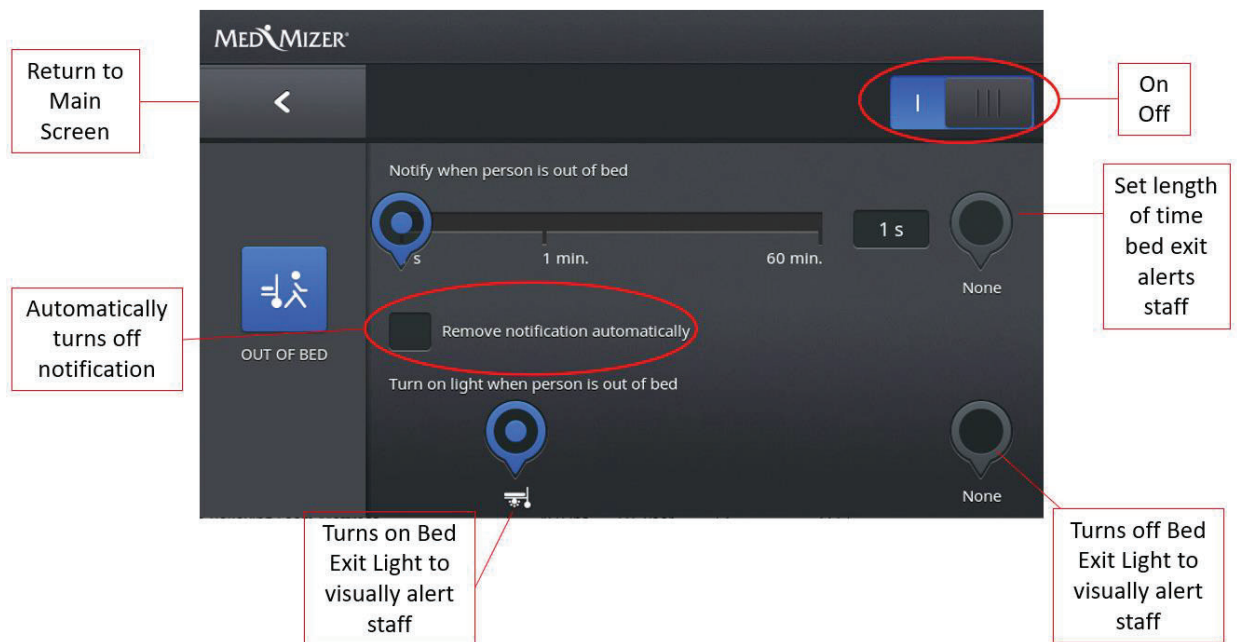 MEDMIZER®
Return to
Main
Screen
<
I
On
Off
Notify when person is out of bed
1 s
s
1 min.
60 min.
None
Set length
of time
bed exit
alerts
staff
Automatically
turns off
notification
OUT OF BED
Remove notification automatically
Turn on light when person is out of bed
None
Turns on Bed
Exit Light to
visually alert
staff
Turns off Bed
Exit Light to
visually alert
staff